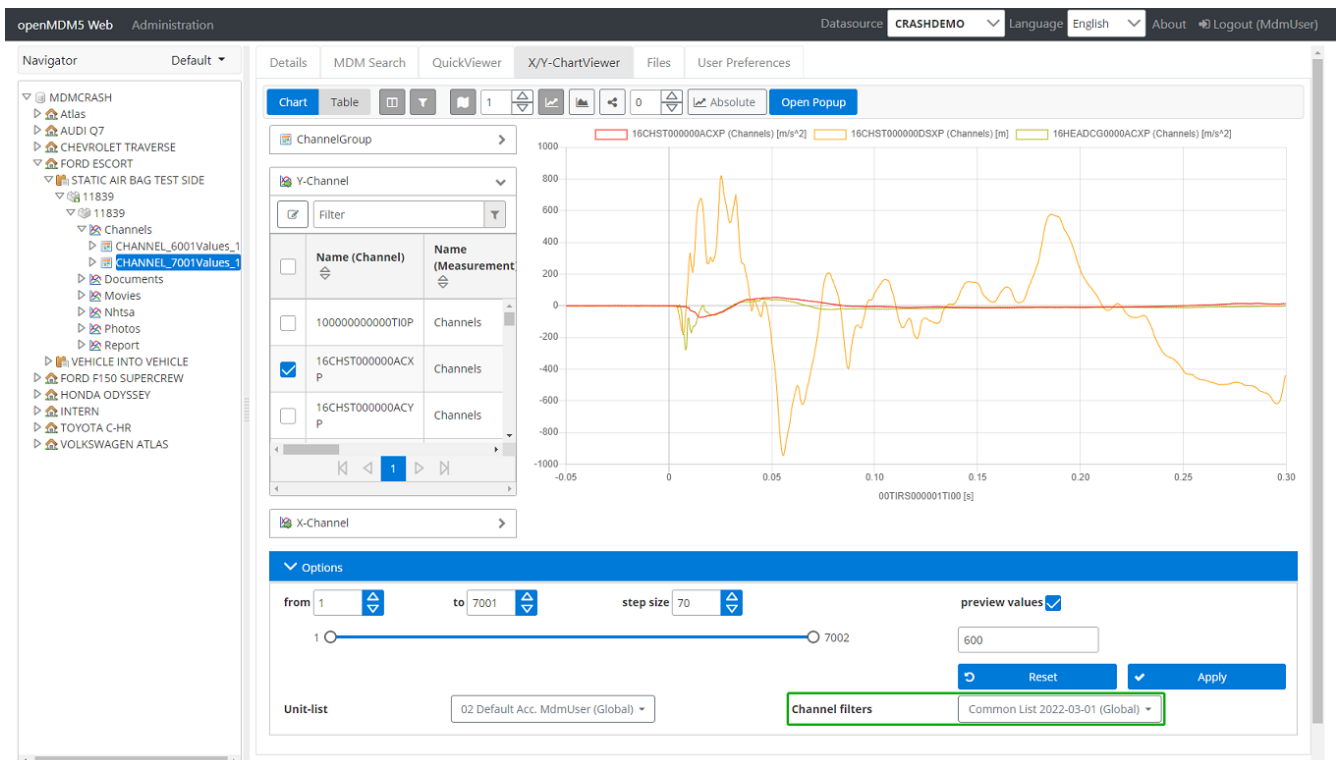 openMDM5 Web Administration Datasource CRASHDEMO Language English About Logout (MdmUser)
Navigator Default
MDMCRASH
Atlas
AUDI Q7
CHEVROLET TRAVERSE
FORD ESCORT
STATIC AIR BAG TEST SIDE
11839
11839
Channels
CHANNEL_6001Values_1
CHANNEL_7001Values_1
Documents
Movies
Nhtsa
Photos
Report
VEHICLE INTO VEHICLE
FORD F150 SUPERCREW
HONDA ODYSSEY
INTERN
TOYOTA C-HR
VOLKSWAGEN ATLAS
Details MDM Search QuickViewer X/Y-ChartViewer Files User Preferences
Chart Table 1 0 Absolute Open Popup
ChannelGroup
Y-Channel
Filter
Name (Channel)
Name
(Measurement
100000000000TI0P Channels
16CHST000000ACX
P
Channels
16CHST000000ACY
P
Channels
1
X-Channel
16CHST000000ACXP (Channels) [m/s^2] 16CHST000000DSXP (Channels) [m] 16HEADCG0000ACXP (Channels) [m/s^2]
1000
800
600
400
200
0
-200
-400
-600
-800
-1000
-0.05 0 0.05 0.10 0.15 0.20 0.25 0.30
00TIRS000001TI00 [s]
Options
from 1 to 7001 step size 70 preview values
1 7002 600
Reset Apply
Unit-list 02 Default Acc. MdmUser (Global) Channel filters Common List 2022-03-01 (Global)